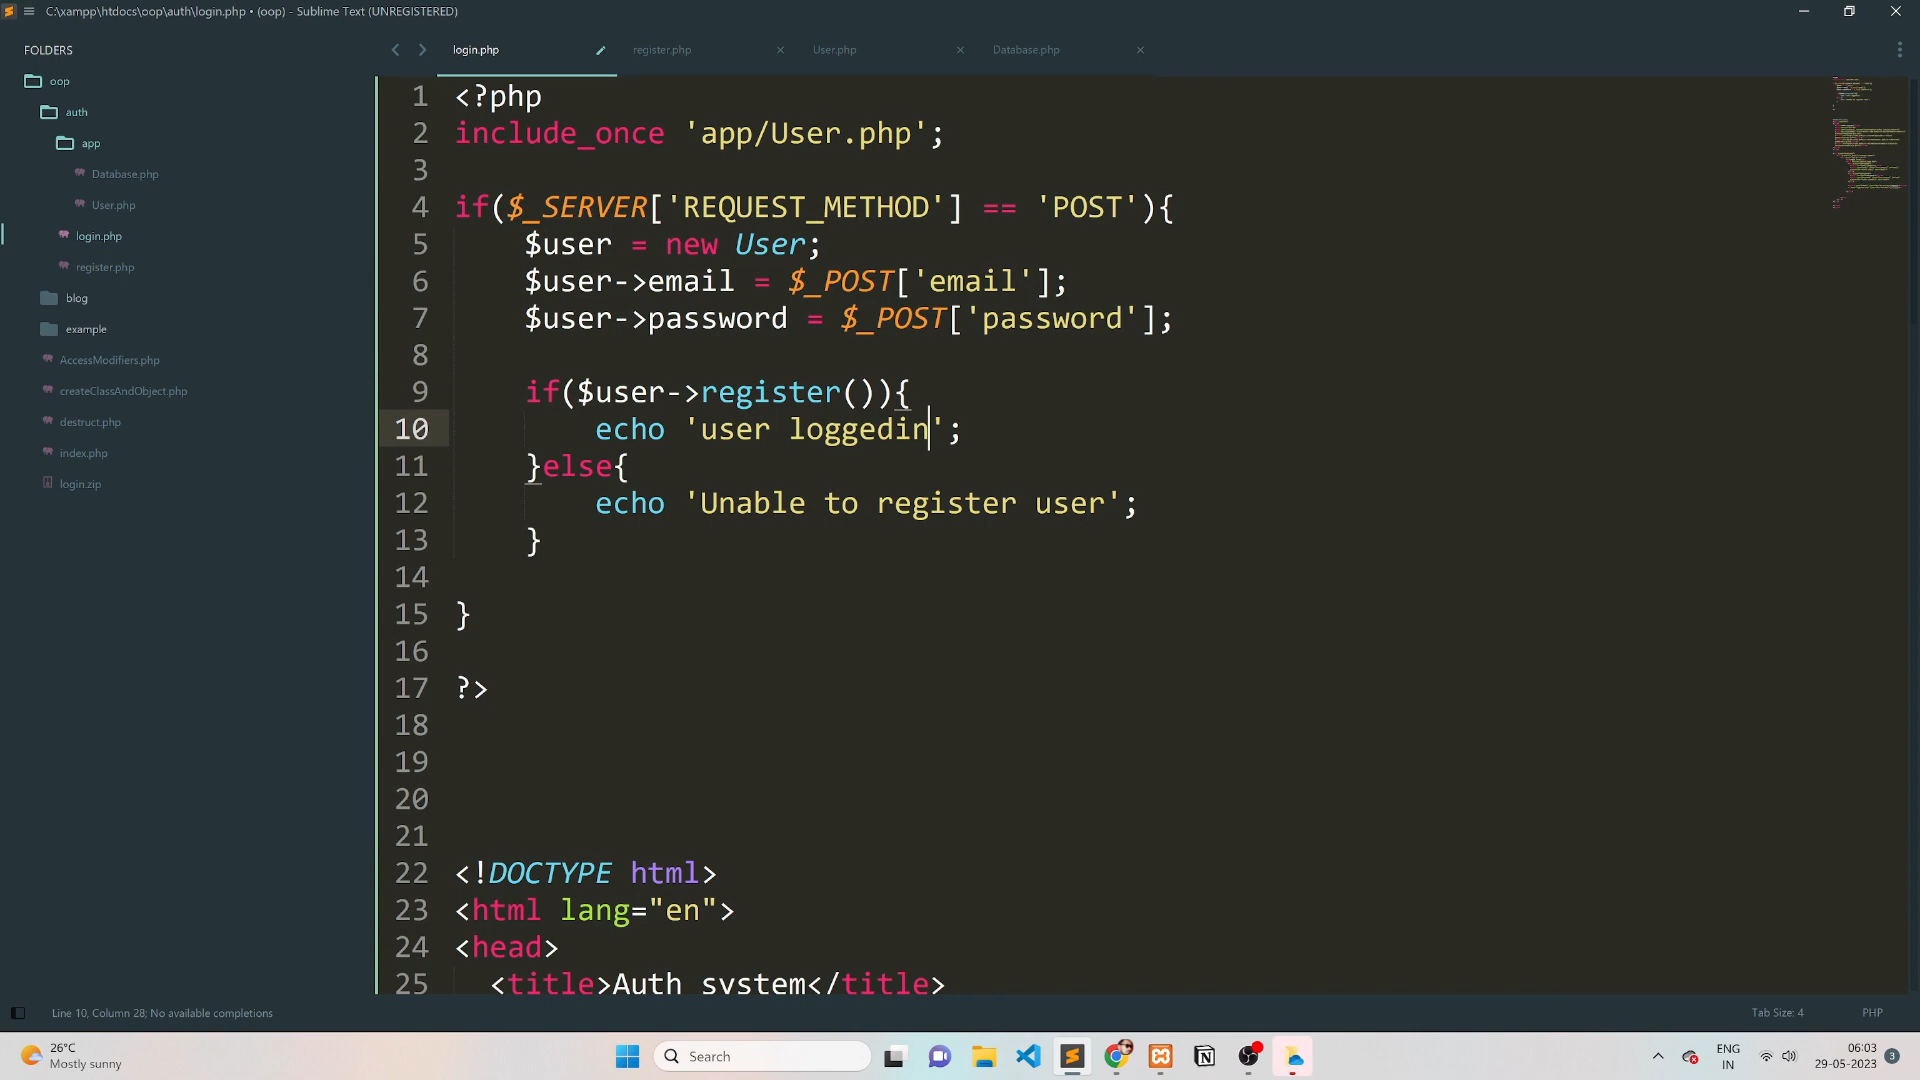 C:\xampp\htdocs\oop\auth\login.php • (oop) - Sublime Text (UNREGISTERED)
FOLDERS
oop
auth
app
Database.php
User.php
login.php
register.php
blog
example
AccessModifiers.php
createClassAndObject.php
destruct.php
index.php
login.zip
login.php
register.php
User.php
Database.php
1 <?php
2 include_once 'app/User.php';
3
4 if($_SERVER['REQUEST_METHOD'] == 'POST'){
5 $user = new User;
6 $user->email = $_POST['email'];
7 $user->password = $_POST['password'];
8
9 if($user->register()){
10 echo 'user loggedin';
11 }else{
12 echo 'Unable to register user';
13 }
14
15 }
16
17 ?>
18
19
20
21
22 <!DOCTYPE html>
23 <html lang="en">
24 <head>
25 <title>Auth system</title>
Line 10, Column 28; No available completions
Tab Size: 4
PHP
26°C
Mostly sunny
Search
ENG
IN
06:03
29-05-2023
3